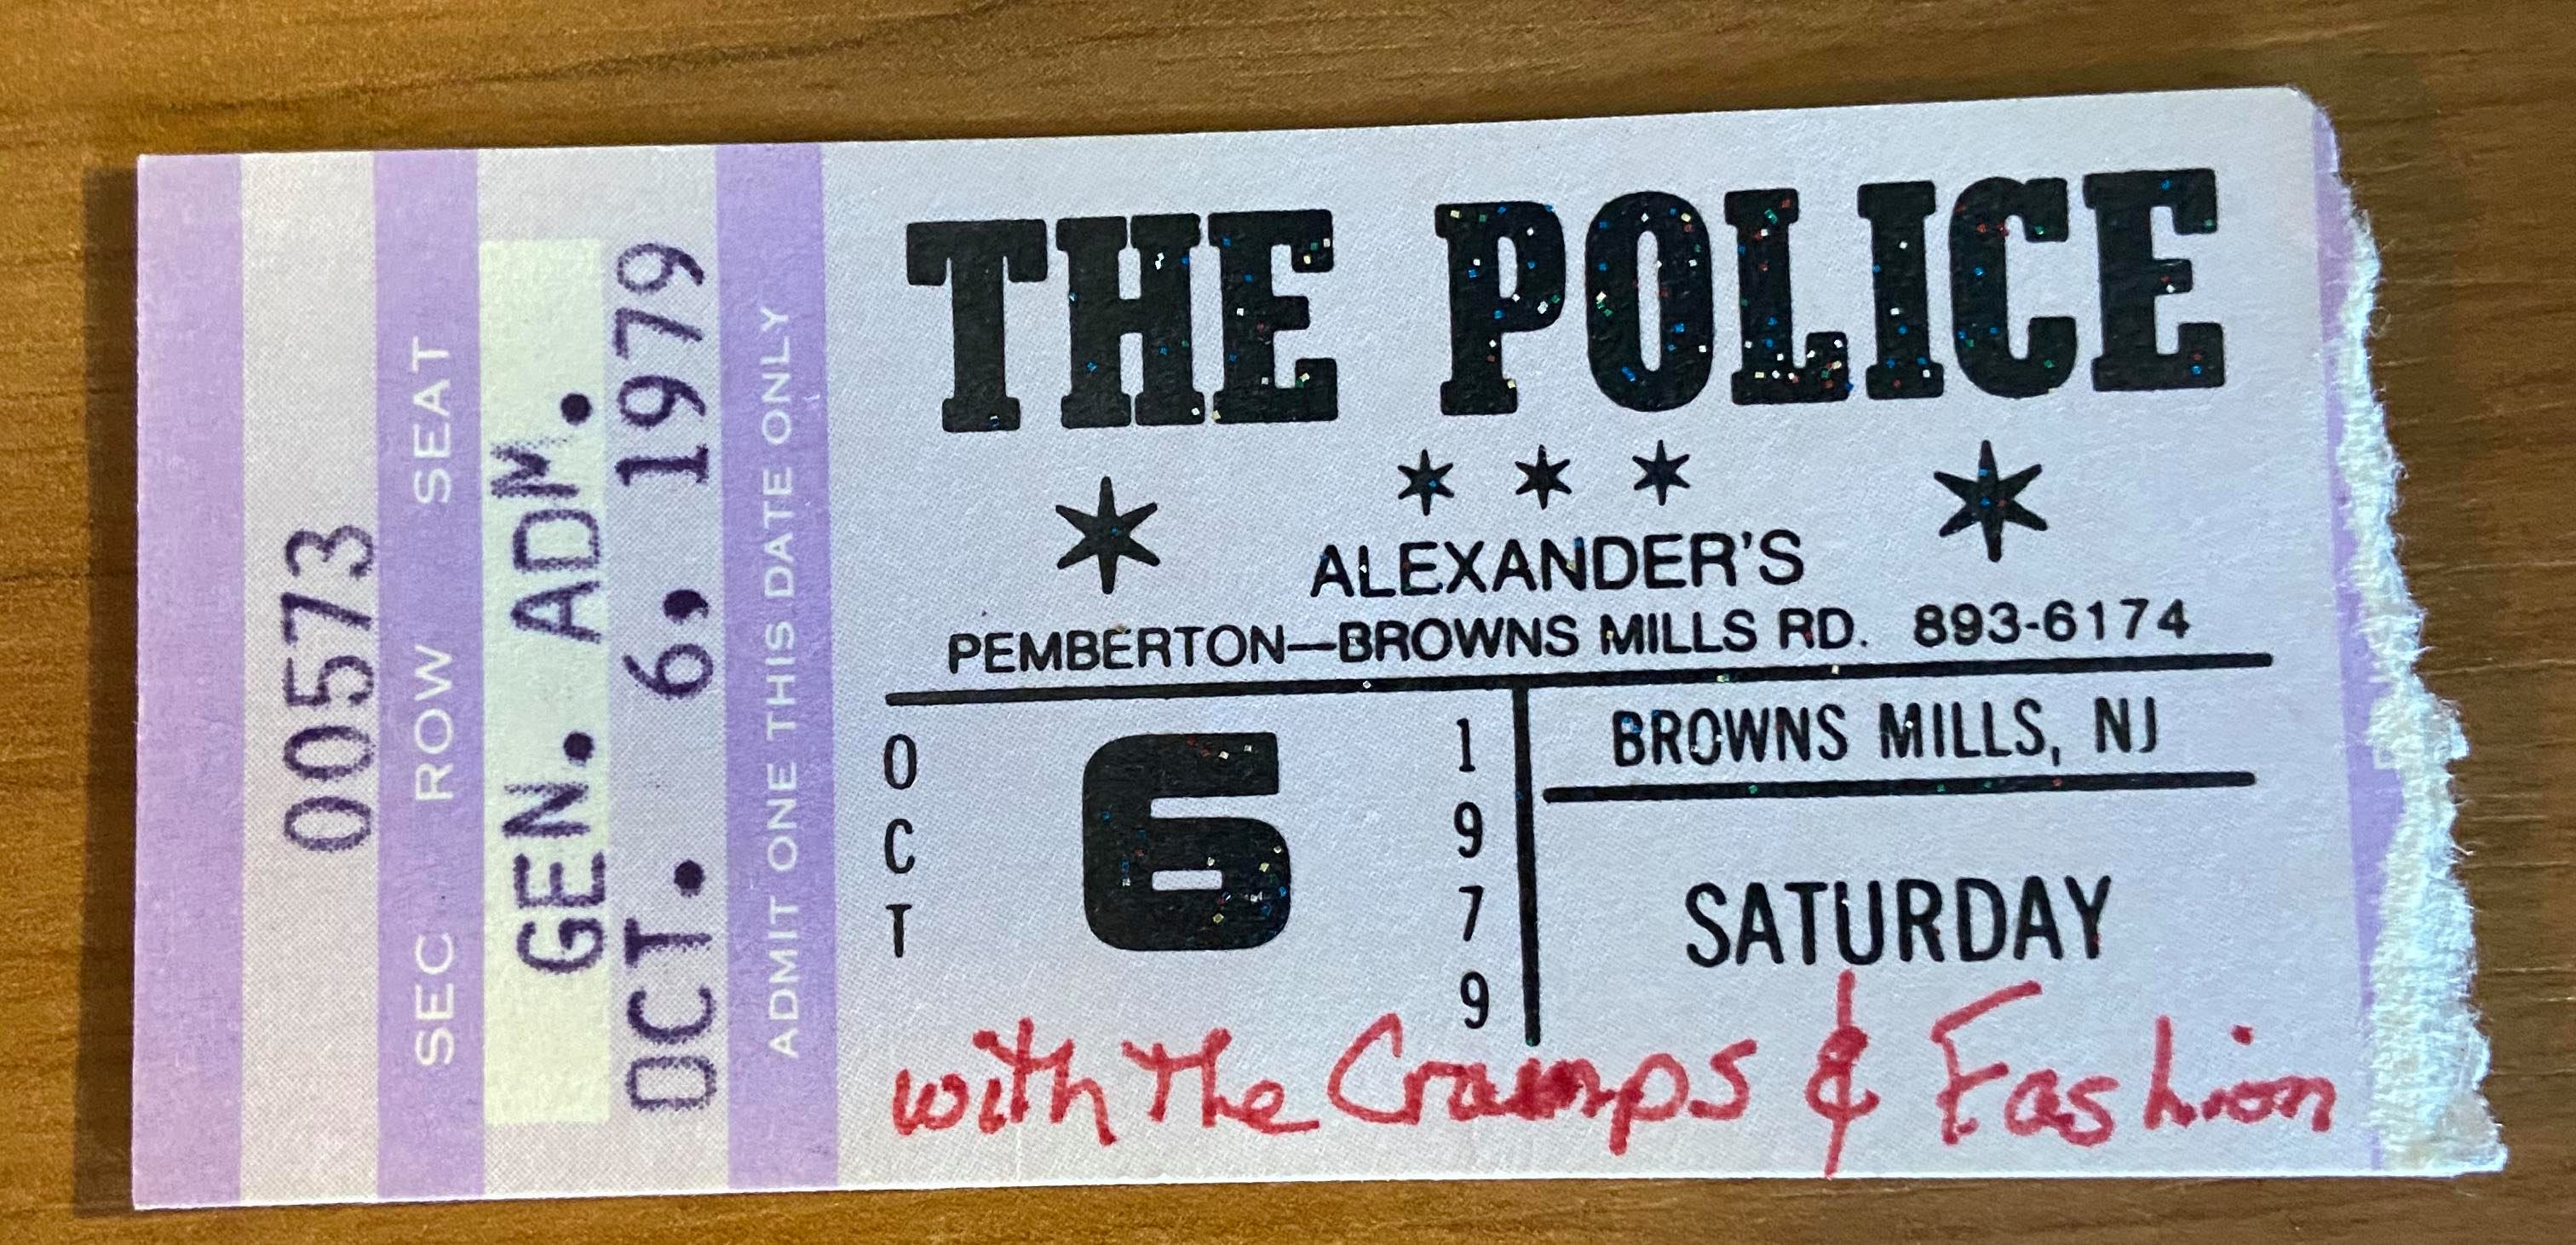 00573
SEC ROW SEAT
GEN. ADM.
OCT. 6, 1979
ADMIT ONE THIS DATE ONLY
THE POLICE
ALEXANDER'S
PEMBERTON—BROWNS MILLS RD. 893-6174
OCT
6
1979
BROWNS MILLS, NJ
SATURDAY
with The Cramps & Fashion